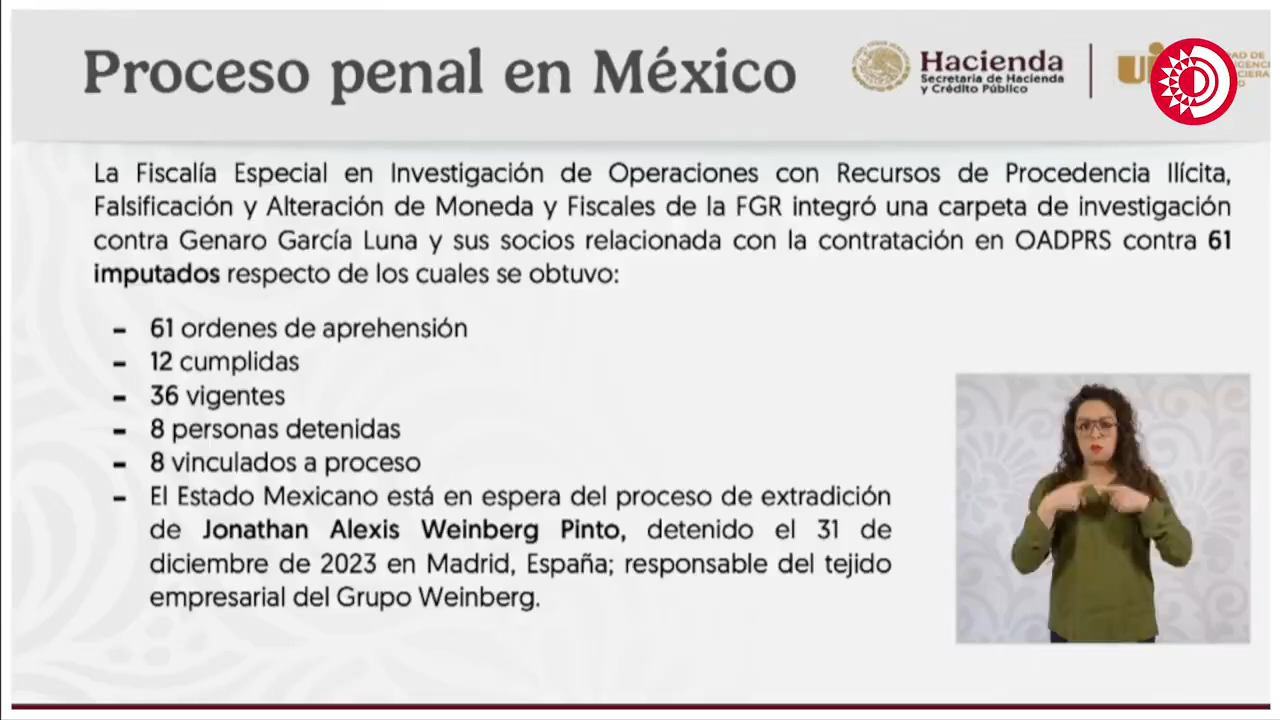 Proceso penal en México
Hacienda
Secretaría de Hacienda
y Crédito Público
La Fiscalía Especial en Investigación de Operaciones con Recursos de Procedencia Ilícita,
Falsificación y Alteración de Moneda y Fiscales de la FGR integró una carpeta de investigación
contra Genaro García Luna y sus socios relacionada con la contratación en OADPRS contra 61
imputados respecto de los cuales se obtuvo:
- 61 ordenes de aprehensión
- 12 cumplidas
- 36 vigentes
- 8 personas detenidas
- 8 vinculados a proceso
- El Estado Mexicano está en espera del proceso de extradición
de Jonathan Alexis Weinberg Pinto, detenido el 31 de
diciembre de 2023 en Madrid, España; responsable del tejido
empresarial del Grupo Weinberg.